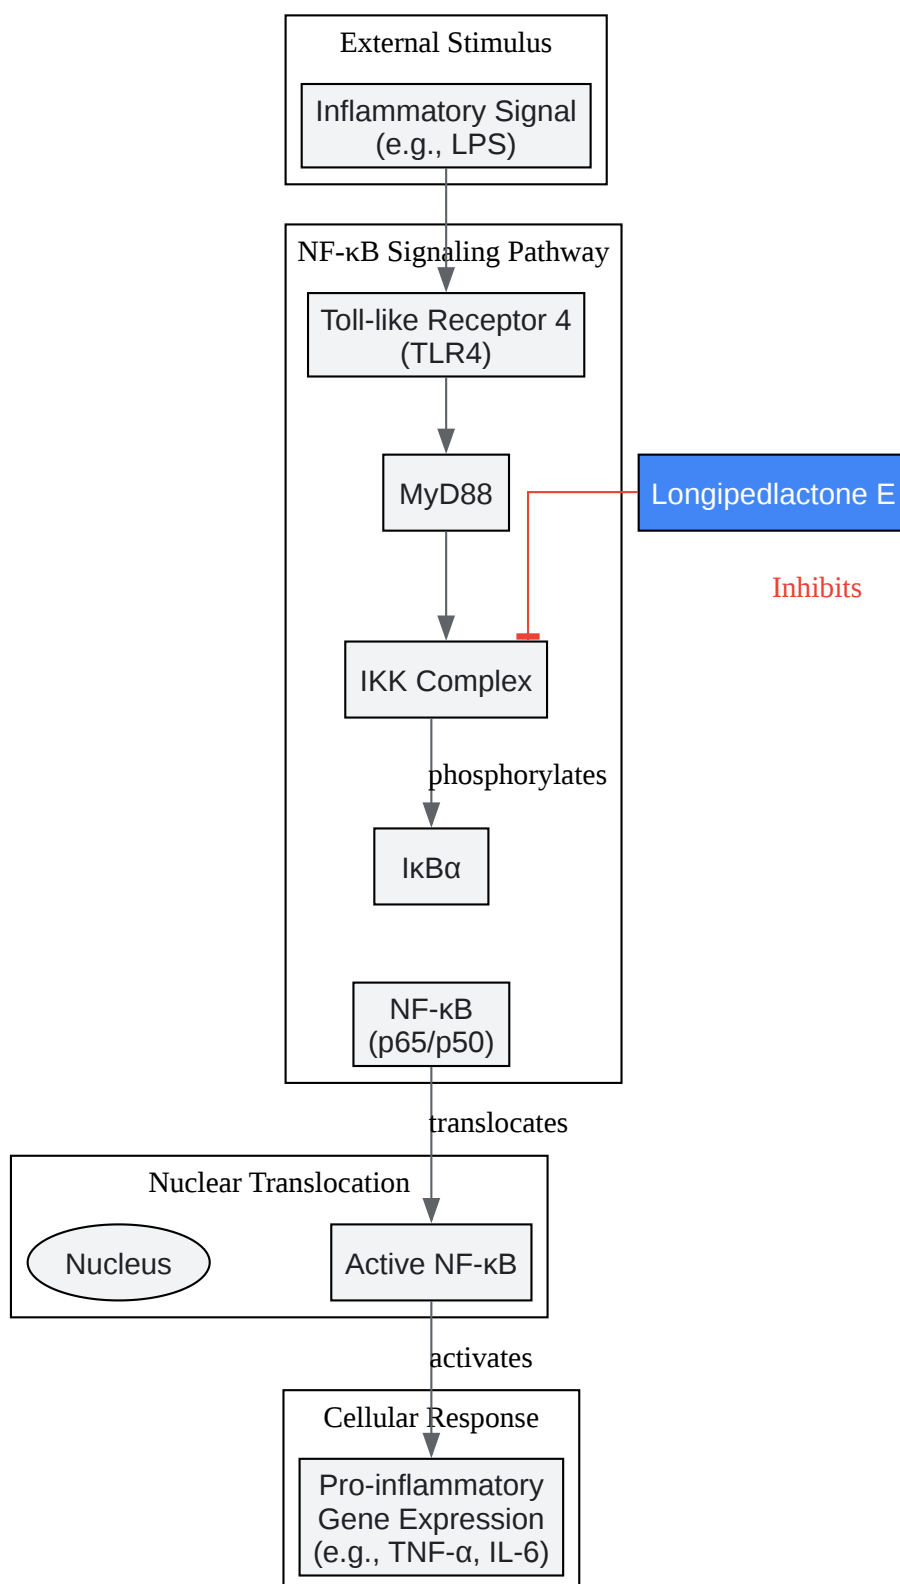 External Stimulus
Inflammatory Signal
(e.g., LPS)
NF-κB Signaling Pathway
Toll-like Receptor 4
(TLR4)
MyD88
Longipedlactone E
Inhibits
IKK Complex
phosphorylates
IκBα
NF-κB
(p65/p50)
translocates
Nuclear Translocation
Nucleus
Active NF-κB
activates
Cellular Response
Pro-inflammatory
Gene Expression
(e.g., TNF-α, IL-6)